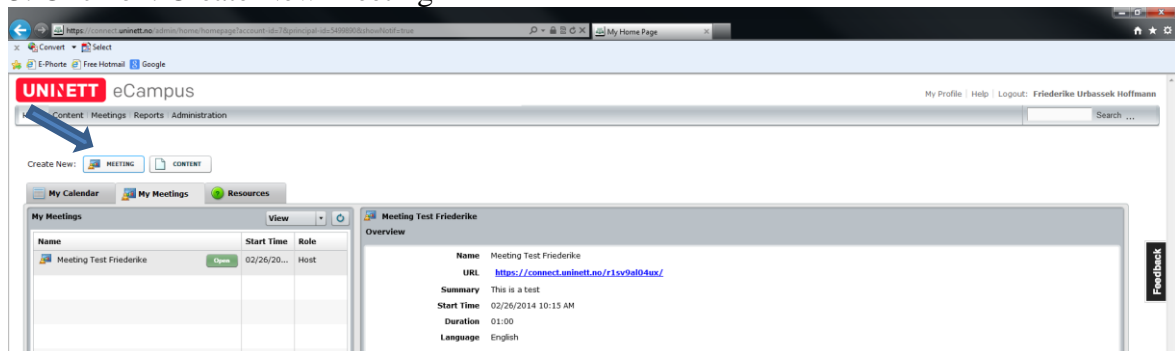 https://connect.uninett.no/admin/home/homepage?account-id=7&principal-id=5499890&showNotif=true My Home Page
x Convert Select
E-Phorte Free Hotmail Google
UNINETT eCampus
My Profile | Help | Logout: Friederike Urbassek Hoffmann
Content Meetings Reports Administration Search ...
Create New: MEETING CONTENT
My Calendar My Meetings Resources
My Meetings View
Name Start Time Role
Meeting Test Friederike Open 02/26/20... Host
Meeting Test Friederike
Overview
Name Meeting Test Friederike
URL https://connect.uninett.no/r1sv9al04ux/
Summary This is a test
Start Time 02/26/2014 10:15 AM
Duration 01:00
Language English
Feedback